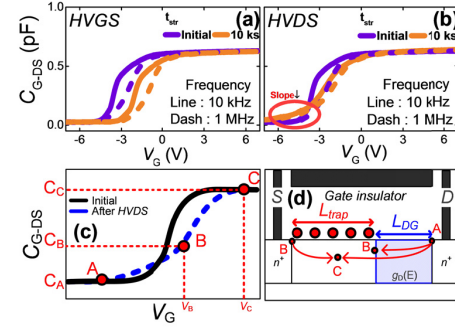 HVGS
t_str
(a)
Initial
10 ks
Frequency
Line : 10 kHz
Dash : 1 MHz
C_G-DS (pF)
1.0
0.5
0.0
-6
-3
0
3
6
V_G (V)
HVDS
t_str
(b)
Initial
10 ks
Slope↓
Frequency
Line : 10 kHz
Dash : 1 MHz
-6
-3
0
3
6
V_G (V)
(c)
Initial
After HVDS
C_G-DS
C_C
C_B
C_A
A
B
C
V_B
V_C
V_G
(d)
S
Gate insulator
D
L_trap
L_DG
B
A
B
C
n⁺
g_D(E)
n⁺